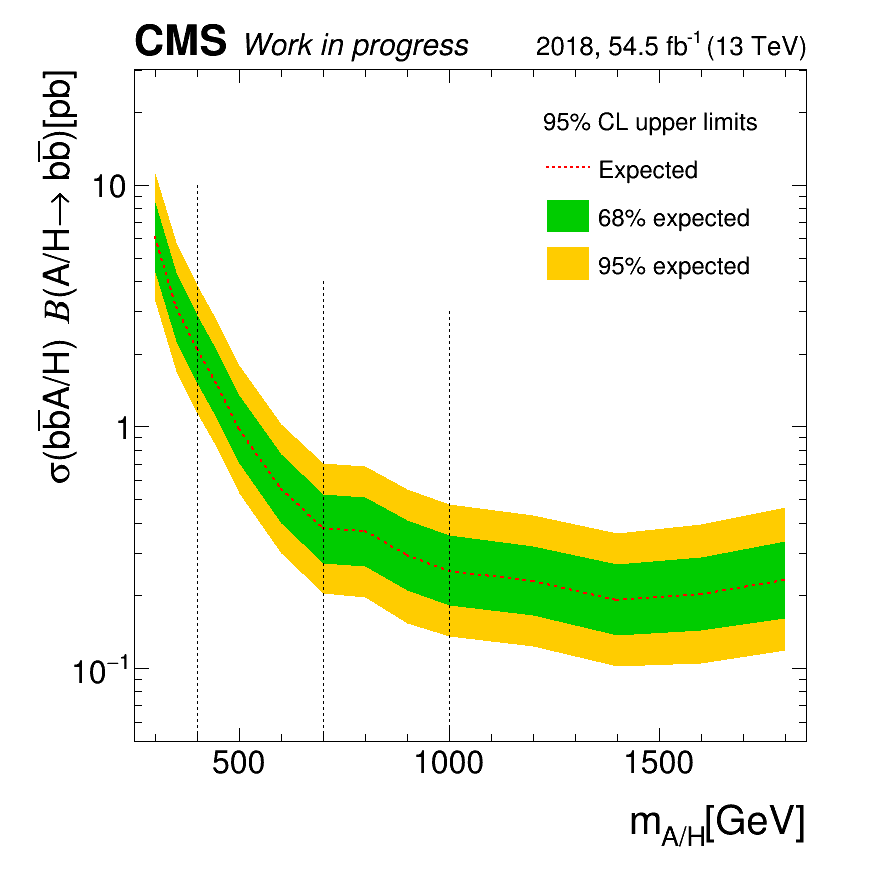 CMS Work in progress 2018, 54.5 fb⁻¹ (13 TeV)
σ(bb̅A/H) B(A/H→ bb̅)[pb]
95% CL upper limits
Expected
68% expected
95% expected
10
1
10⁻¹
500 1000 1500
m_A/H[GeV]